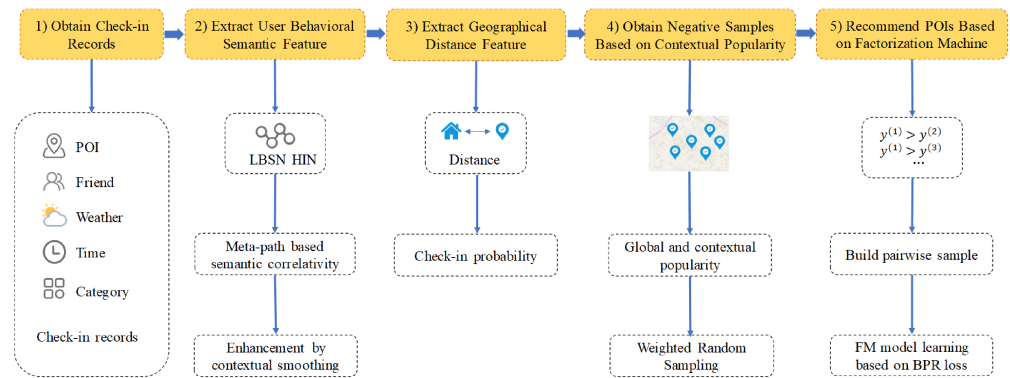 1) Obtain Check-in
Records
2) Extract User Behavioral
Semantic Feature
3) Extract Geographical
Distance Feature
4) Obtain Negative Samples
Based on Contextual Popularity
5) Recommend POIs Based
on Factorization Machine
POI
Friend
Weather
Time
Category
Check-in records
LBSN HIN
Meta-path based
semantic correlativity
Enhancement by
contextual smoothing
Distance
Check-in probability
Global and contextual
popularity
Weighted Random
Sampling
y⁽¹⁾ > y⁽²⁾
y⁽¹⁾ > y⁽³⁾
...
Build pairwise sample
FM model learning
based on BPR loss